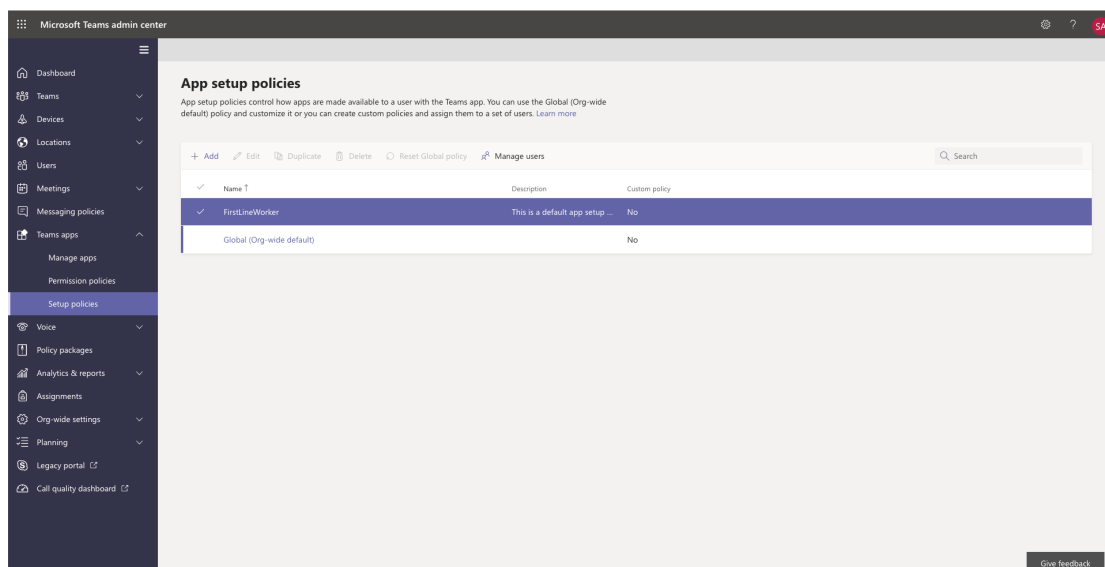 Microsoft Teams admin center
?
SA
Dashboard
Teams
Devices
Locations
Users
Meetings
Messaging policies
Teams apps
Manage apps
Permission policies
Setup policies
Voice
Policy packages
Analytics & reports
Assignments
Org-wide settings
Planning
Legacy portal
Call quality dashboard
App setup policies
App setup policies control how apps are made available to a user with the Teams app. You can use the Global (Org-wide
default) policy and customize it or you can create custom policies and assign them to a set of users. Learn more
+ Add Edit Duplicate Delete Reset Global policy Manage users Search
Name ↑ Description Custom policy
FirstLineWorker This is a default app setup ... No
Global (Org-wide default) No
Give feedback